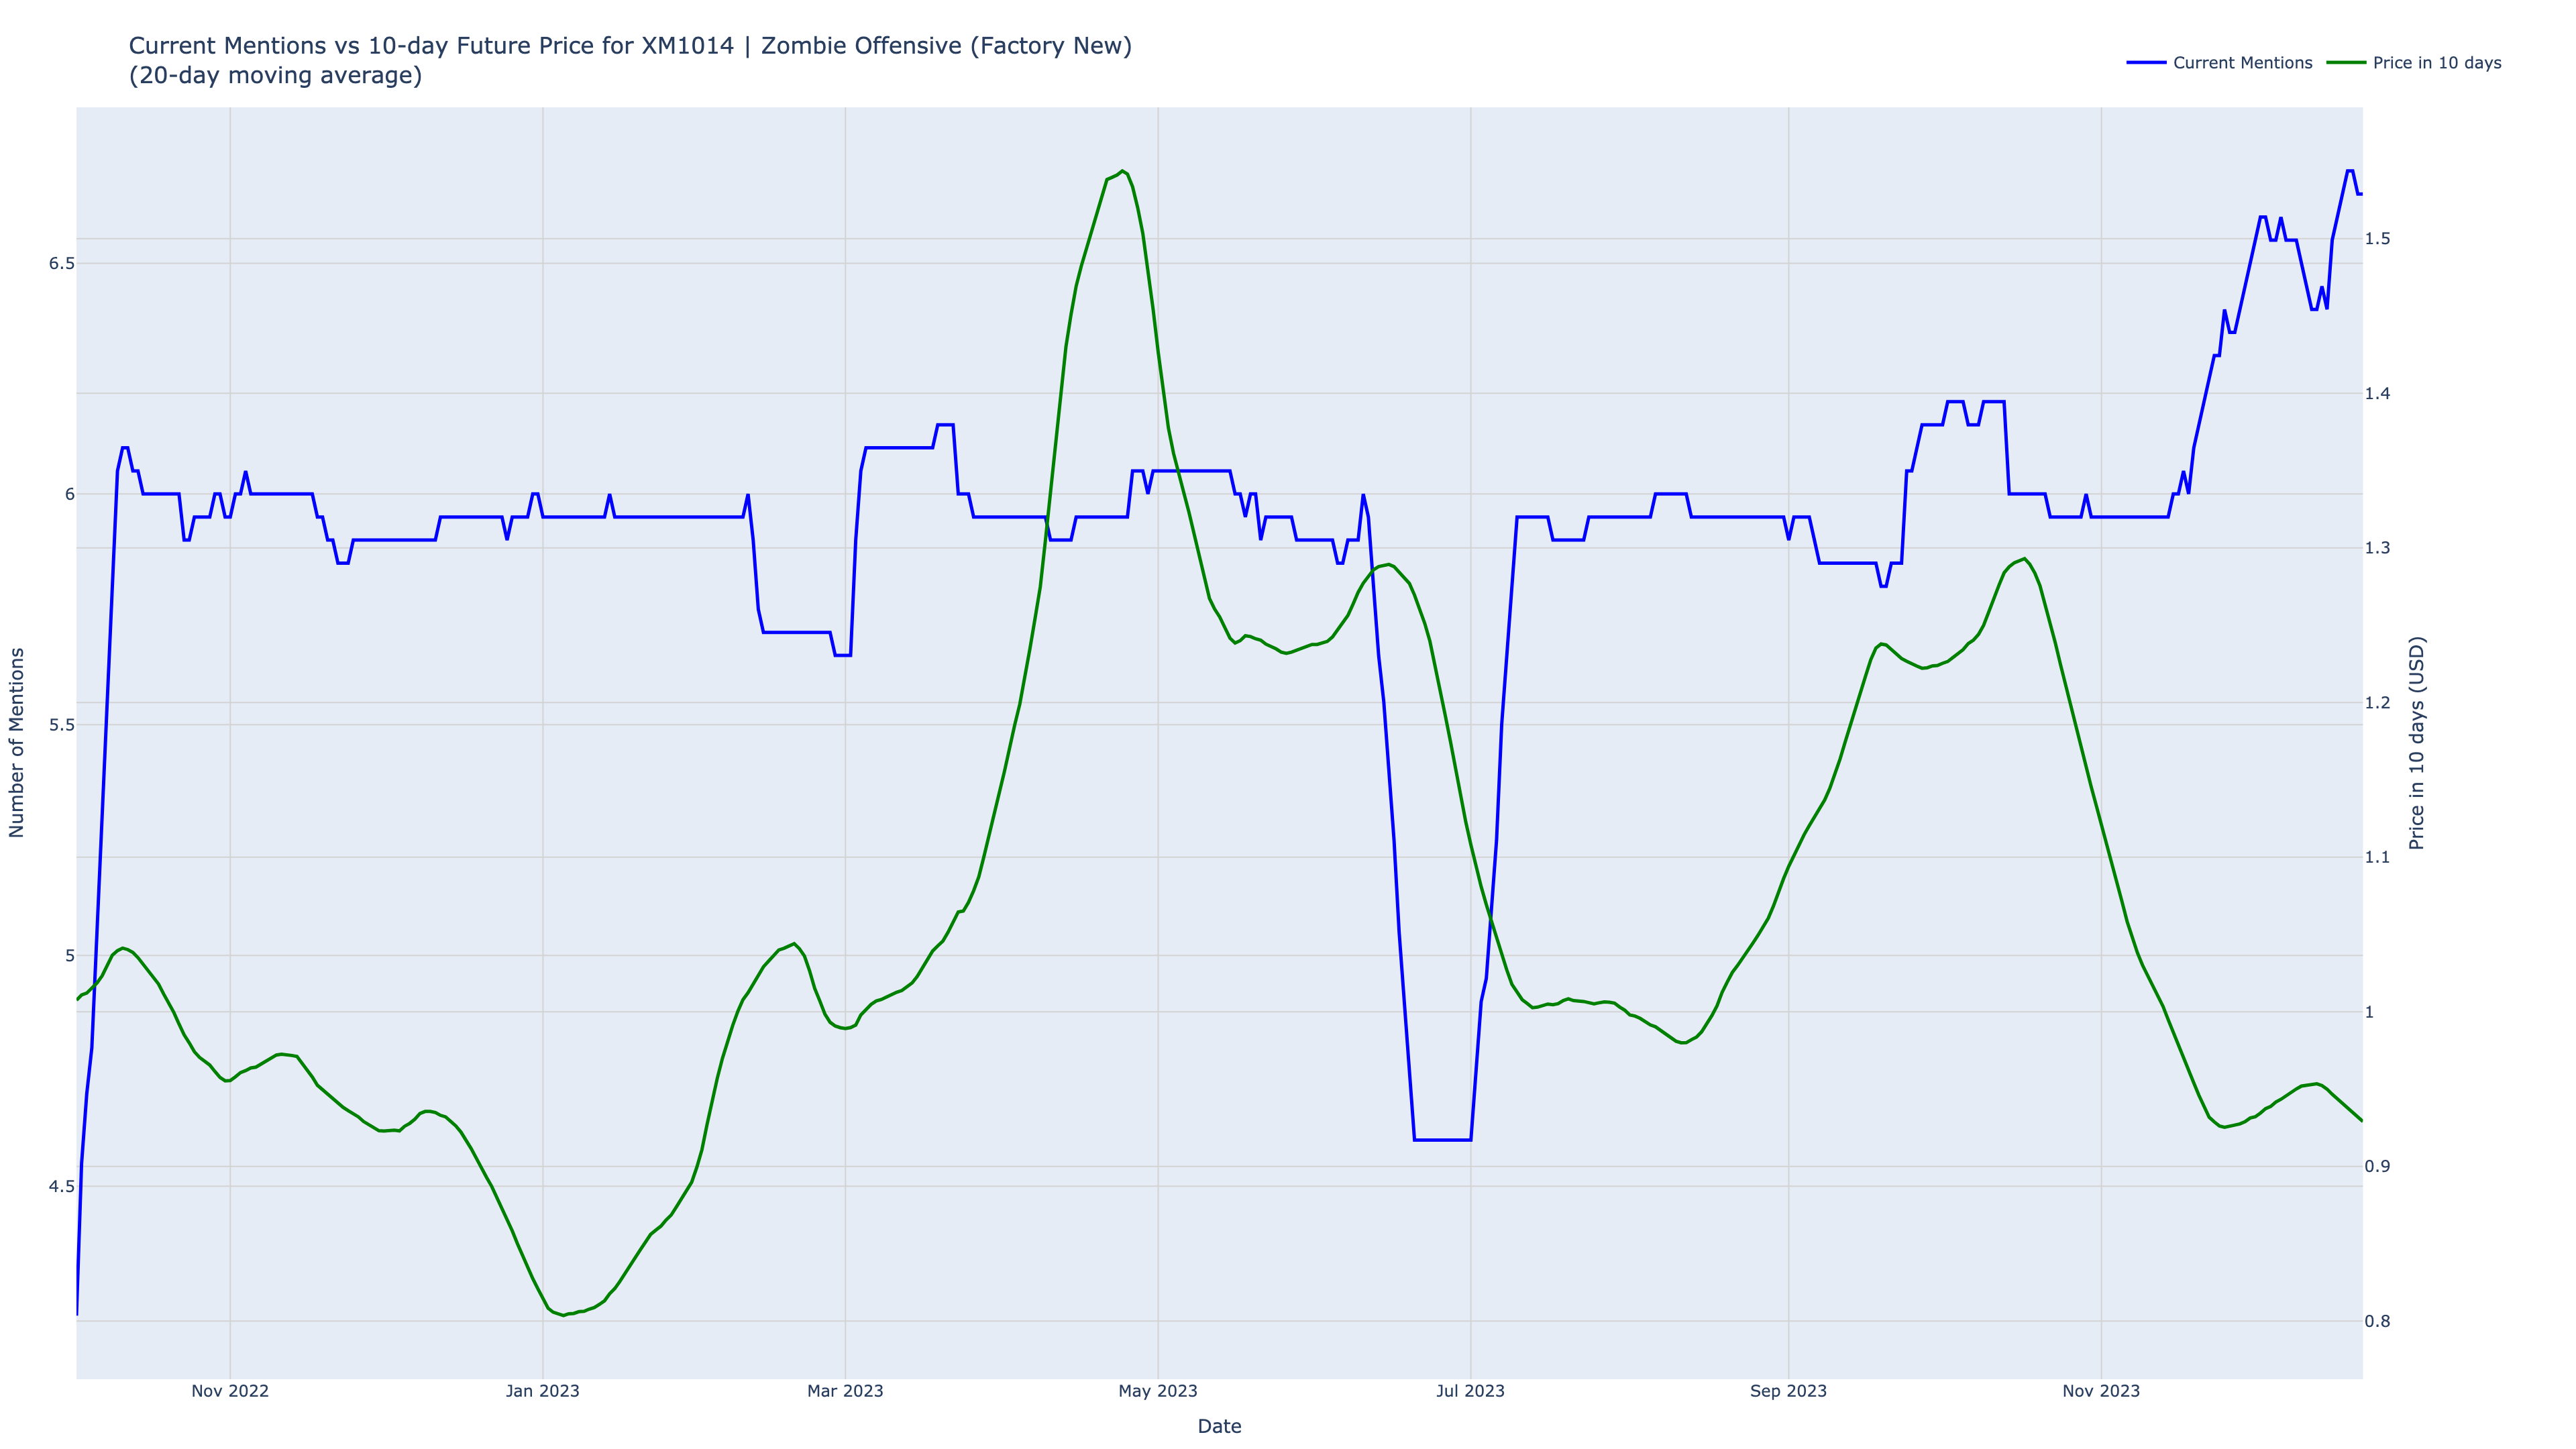 Current Mentions vs 10-day Future Price for XM1014 | Zombie Offensive (Factory New)
(20-day moving average)
Current Mentions
Price in 10 days
6.5
6
5.5
5
4.5
Number of Mentions
1.5
1.4
1.3
1.2
1.1
1
0.9
0.8
Price in 10 days (USD)
Nov 2022
Jan 2023
Mar 2023
May 2023
Jul 2023
Sep 2023
Nov 2023
Date